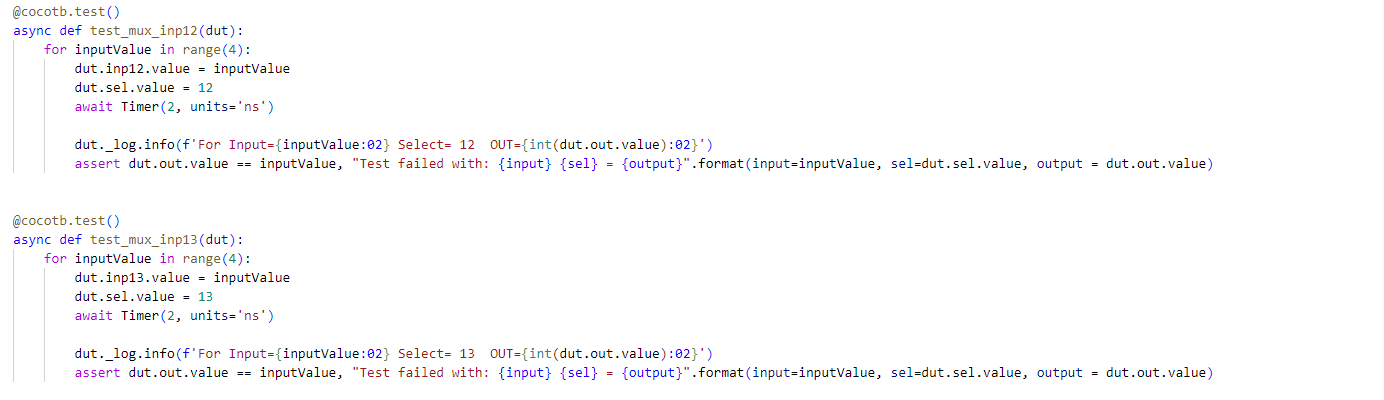 @cocotb.test()
async def test_mux_inp12(dut):
    for inputValue in range(4):
        dut.inp12.value = inputValue
        dut.sel.value = 12
        await Timer(2, units='ns')

        dut._log.info(f'For Input={inputValue:02} Select= 12  OUT={int(dut.out.value):02}')
        assert dut.out.value == inputValue, "Test failed with: {input} {sel} = {output}".format(input=inputValue, sel=dut.sel.value, output = dut.out.value)


@cocotb.test()
async def test_mux_inp13(dut):
    for inputValue in range(4):
        dut.inp13.value = inputValue
        dut.sel.value = 13
        await Timer(2, units='ns')

        dut._log.info(f'For Input={inputValue:02} Select= 13  OUT={int(dut.out.value):02}')
        assert dut.out.value == inputValue, "Test failed with: {input} {sel} = {output}".format(input=inputValue, sel=dut.sel.value, output = dut.out.value)